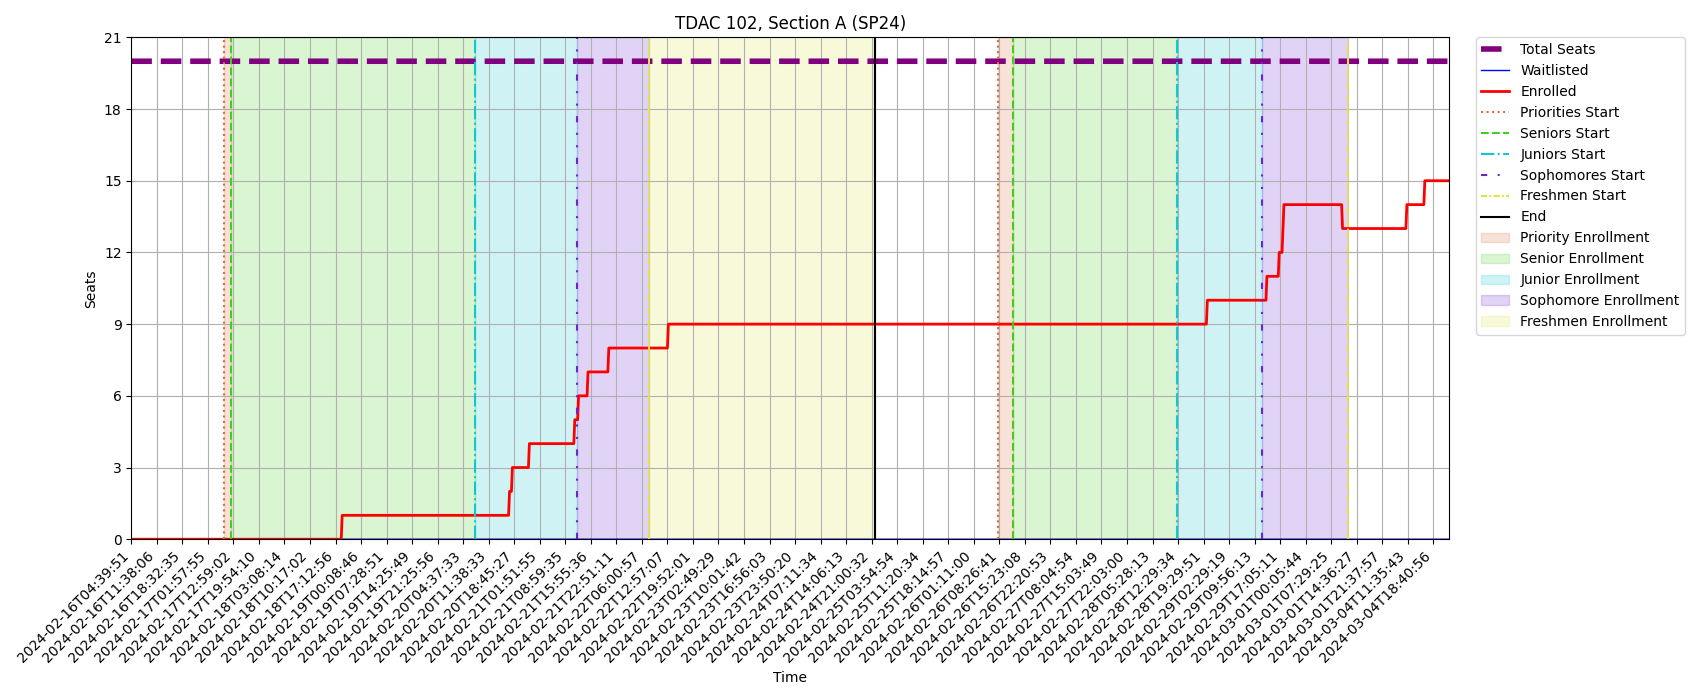 TDAC 102, Section A (SP24)
21
18
15
12
9
6
3
0
Seats
2024-02-16T04:39:51
2024-02-16T11:38:06
2024-02-16T18:32:35
2024-02-17T01:57:55
2024-02-17T12:59:02
2024-02-17T19:54:10
2024-02-18T03:08:14
2024-02-18T10:17:02
2024-02-18T17:12:56
2024-02-19T00:08:46
2024-02-19T07:28:51
2024-02-19T14:25:49
2024-02-19T21:25:56
2024-02-20T04:37:33
2024-02-20T11:38:33
2024-02-20T18:45:27
2024-02-21T01:51:55
2024-02-21T08:59:35
2024-02-21T15:55:36
2024-02-21T22:51:11
2024-02-22T06:00:57
2024-02-22T12:57:07
2024-02-22T19:52:01
2024-02-23T02:49:29
2024-02-23T10:01:42
2024-02-23T16:56:03
2024-02-23T23:50:20
2024-02-24T07:11:34
2024-02-24T14:06:13
2024-02-24T21:00:32
2024-02-25T03:54:54
2024-02-25T11:20:34
2024-02-25T18:14:57
2024-02-26T01:11:00
2024-02-26T08:26:41
2024-02-26T15:23:08
2024-02-26T22:20:53
2024-02-27T08:04:54
2024-02-27T15:03:49
2024-02-27T22:03:00
2024-02-28T05:28:13
2024-02-28T12:29:34
2024-02-28T19:29:51
2024-02-29T02:29:19
2024-02-29T09:56:13
2024-02-29T17:05:11
2024-03-01T00:05:44
2024-03-01T07:29:25
2024-03-01T14:36:27
2024-03-01T21:37:57
2024-03-04T11:35:43
2024-03-04T18:40:56
Time
Total Seats
Waitlisted
Enrolled
Priorities Start
Seniors Start
Juniors Start
Sophomores Start
Freshmen Start
End
Priority Enrollment
Senior Enrollment
Junior Enrollment
Sophomore Enrollment
Freshmen Enrollment